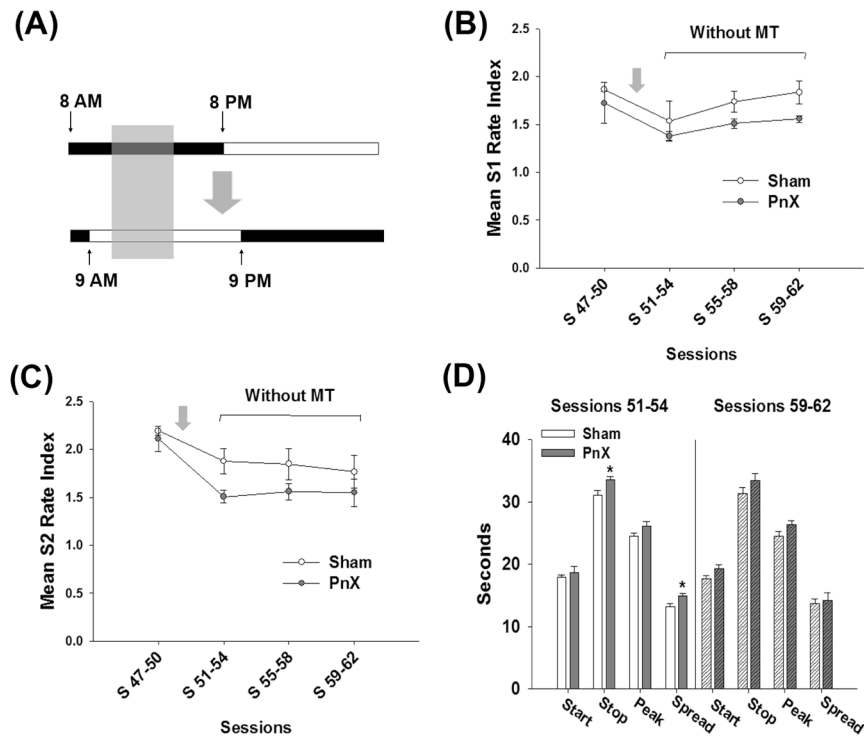 (A)
8 AM 8 PM
9 AM 9 PM
(B)
Without MT
Mean S1 Rate Index
2.5
2.0
1.5
1.0
0.5
0.0
Sham
PnX
S 47-50 S 51-54 S 55-58 S 59-62
Sessions
(C)
Without MT
Mean S2 Rate Index
2.5
2.0
1.5
1.0
0.5
0.0
Sham
PnX
S 47-50 S 51-54 S 55-58 S 59-62
Sessions
(D)
Sessions 51-54 Sessions 59-62
Sham
PnX
Seconds
40
30
20
10
0
* *
Start Stop Peak Spread Start Stop Peak Spread